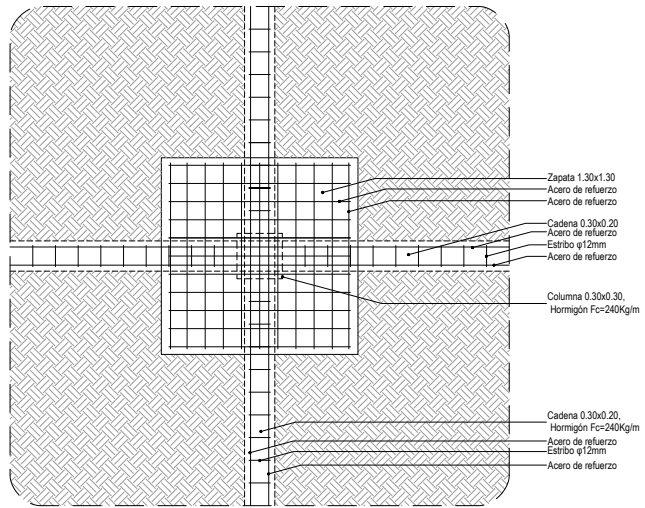 Zapata 1.30x1.30
Acero de refuerzo
Acero de refuerzo
Cadena 0.30x0.20
Acero de refuerzo
Estribo φ12mm
Acero de refuerzo
Columna 0.30x0.30,
Hormigón Fc=240Kg/m
Cadena 0.30x0.20,
Hormigón Fc=240Kg/m
Acero de refuerzo
Estribo φ12mm
Acero de refuerzo